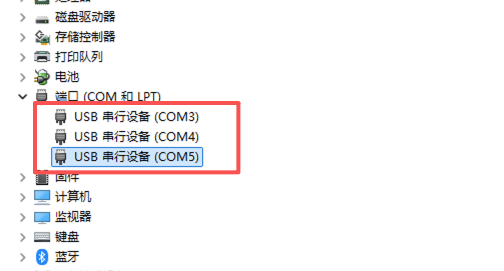 磁盘驱动器
存储控制器
打印队列
电池
端口 (COM 和 LPT)
USB 串行设备 (COM3)
USB 串行设备 (COM4)
USB 串行设备 (COM5)
固件
计算机
监视器
键盘
蓝牙